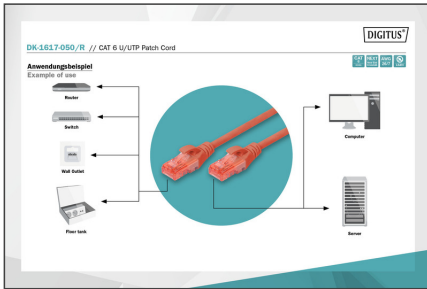 DIGITUS®
DK-1617-050/R // CAT 6 U/UTP Patch Cord
Anwendungsbeispiel
Example of use
CAT
Router
Switch
Wall Outlet
Floor tank
Computer
Server